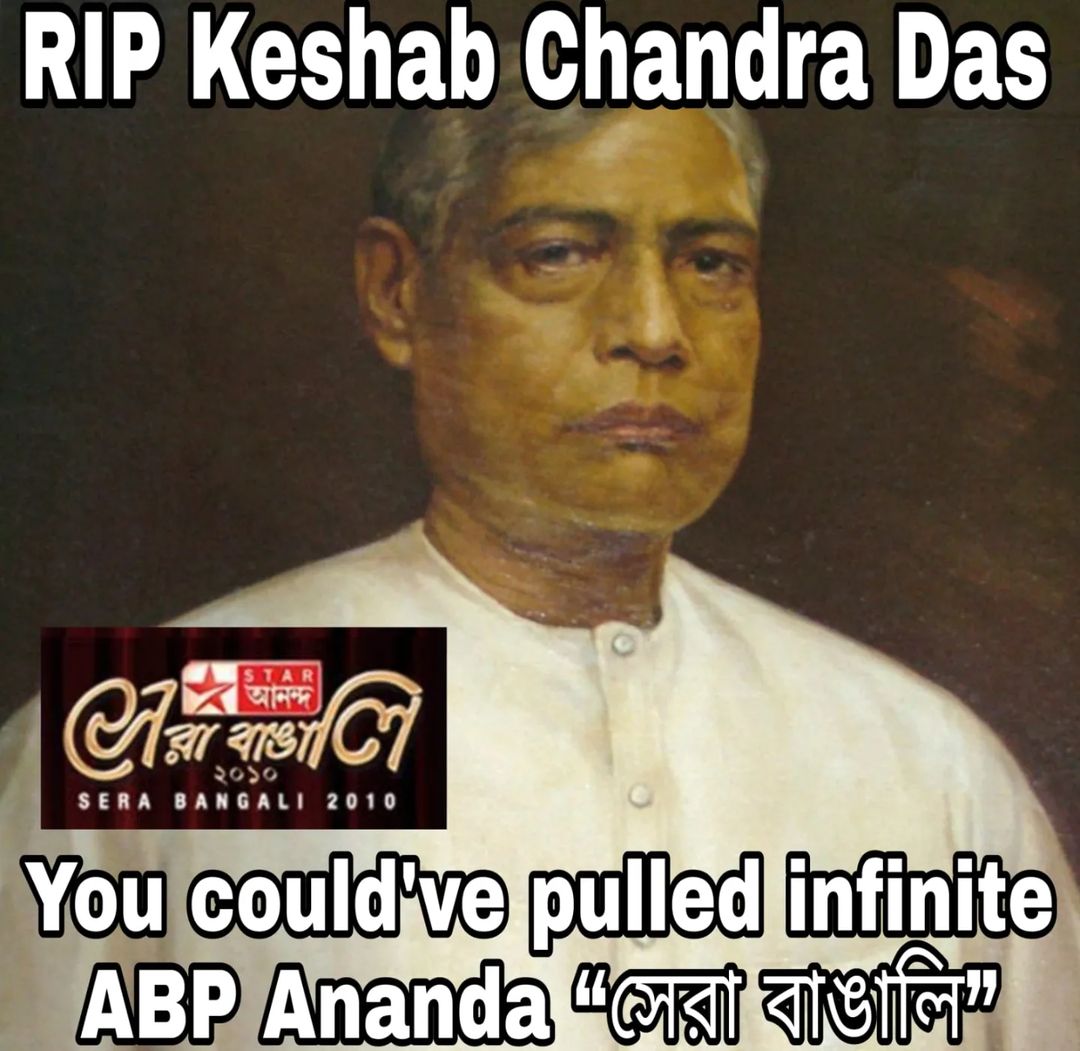 RIP Keshab Chandra Das
STAR
আনন্দ
সেরা বাঙালি
২০১০
SERA BANGALI 2010
You could've pulled infinite
ABP Ananda “সেরা বাঙালি”